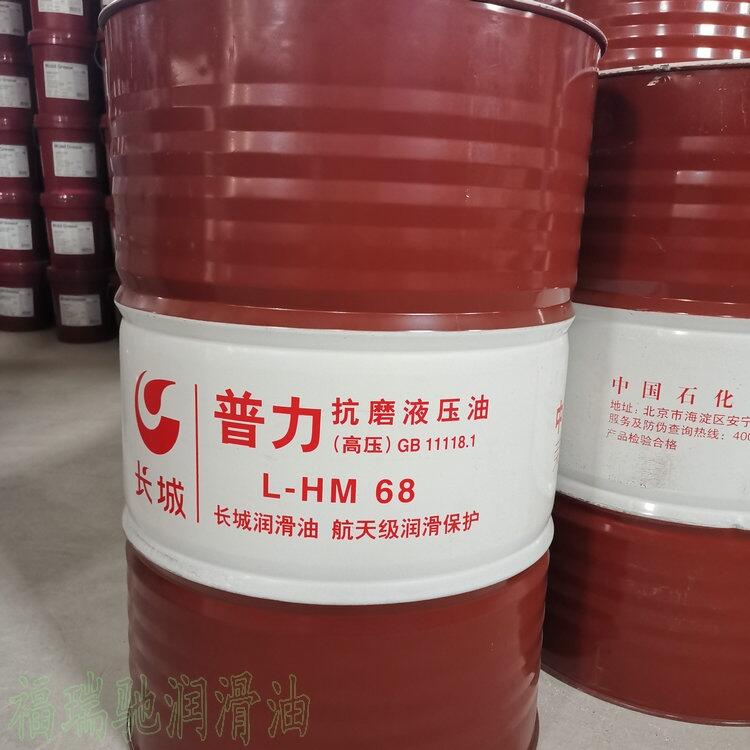 Mobil Grease
长城
普力
抗磨液压油
(高压) GB 11118.1
L-HM 68
长城润滑油 航天级润滑保护
中国石化
地址：北京市海淀区安宁
服务及防伪查询热线：400
产品检验合格
福瑞驰润滑油